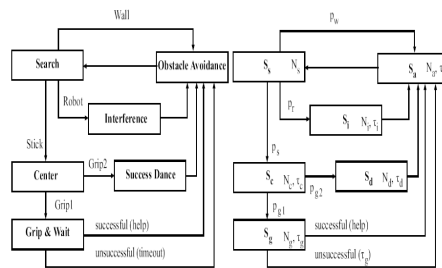 Wall
Search
Obstacle Avoidance
Robot
Interference
Stick
Center
Grip2
Success Dance
Grip1
Grip & Wait
successful (help)
unsuccessful (timeout)
p_w
S_s N_s
S_a N_a, τ
p_r
S_i N_i, τ_i
p_s
S_c N_c, τ_c
p_g2
S_d N_d, τ_d
p_g1
S_g N_g, τ_g
successful (help)
unsuccessful (τ_g)